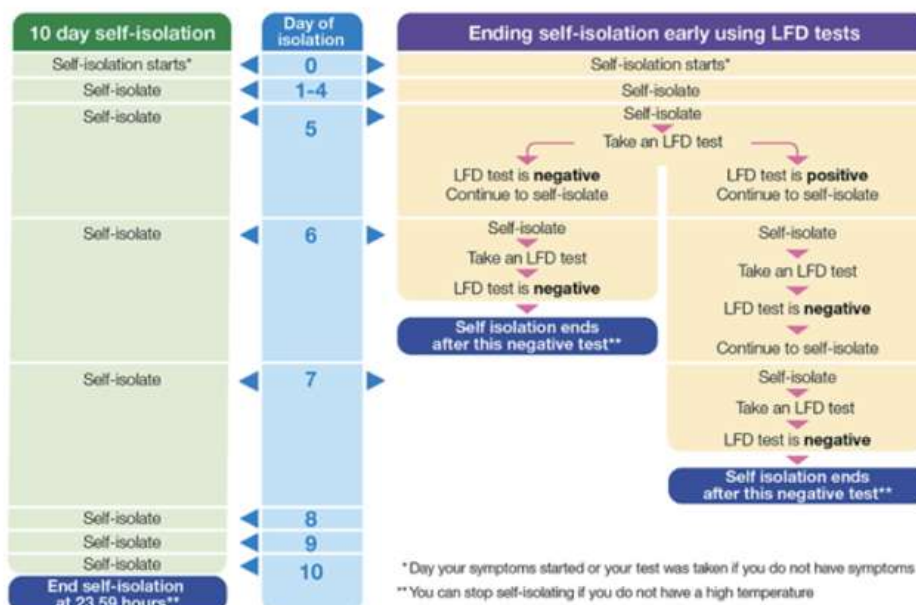 10 day self-isolation
Day of
isolation
Ending self-isolation early using LFD tests
Self-isolation starts*
0
Self-isolation starts*
Self-isolate
1-4
Self-isolate
Self-isolate
5
Self-isolate
Take an LFD test
LFD test is negative
Continue to self-isolate
LFD test is positive
Continue to self-isolate
Self-isolate
6
Self-isolate
Take an LFD test
LFD test is negative
Self isolation ends
after this negative test**
Self-isolate
Take an LFD test
LFD test is negative
Continue to self-isolate
Self-isolate
7
Self-isolate
Take an LFD test
LFD test is negative
Self isolation ends
after this negative test**
Self-isolate
8
Self-isolate
9
Self-isolate
10
End self-isolation
at 23.59 hours**
* Day your symptoms started or your test was taken if you do not have symptoms
** You can stop self-isolating if you do not have a high temperature